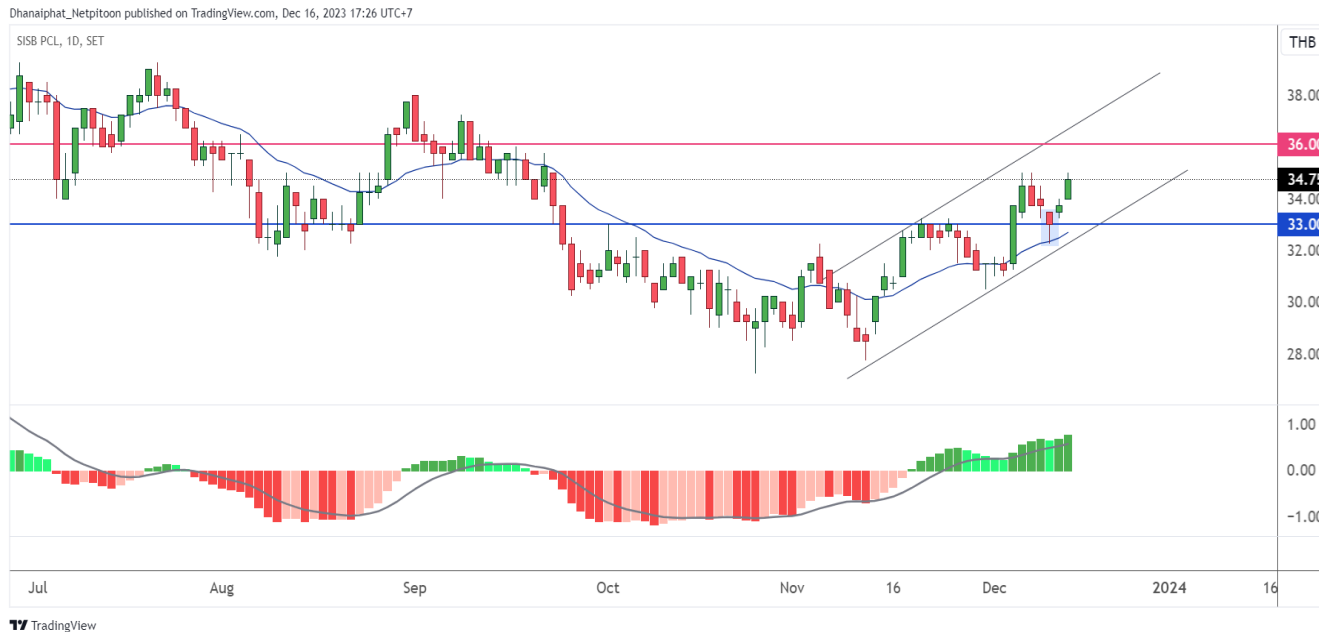 Dhanaiphat_Netpitoon published on TradingView.com, Dec 16, 2023 17:26 UTC+7
SISB PCL, 1D, SET
THB
38.00
36.00
34.75
34.00
33.00
32.00
30.00
28.00
1.00
0.00
−1.00
Jul Aug Sep Oct Nov 16 Dec 2024 16
TradingView